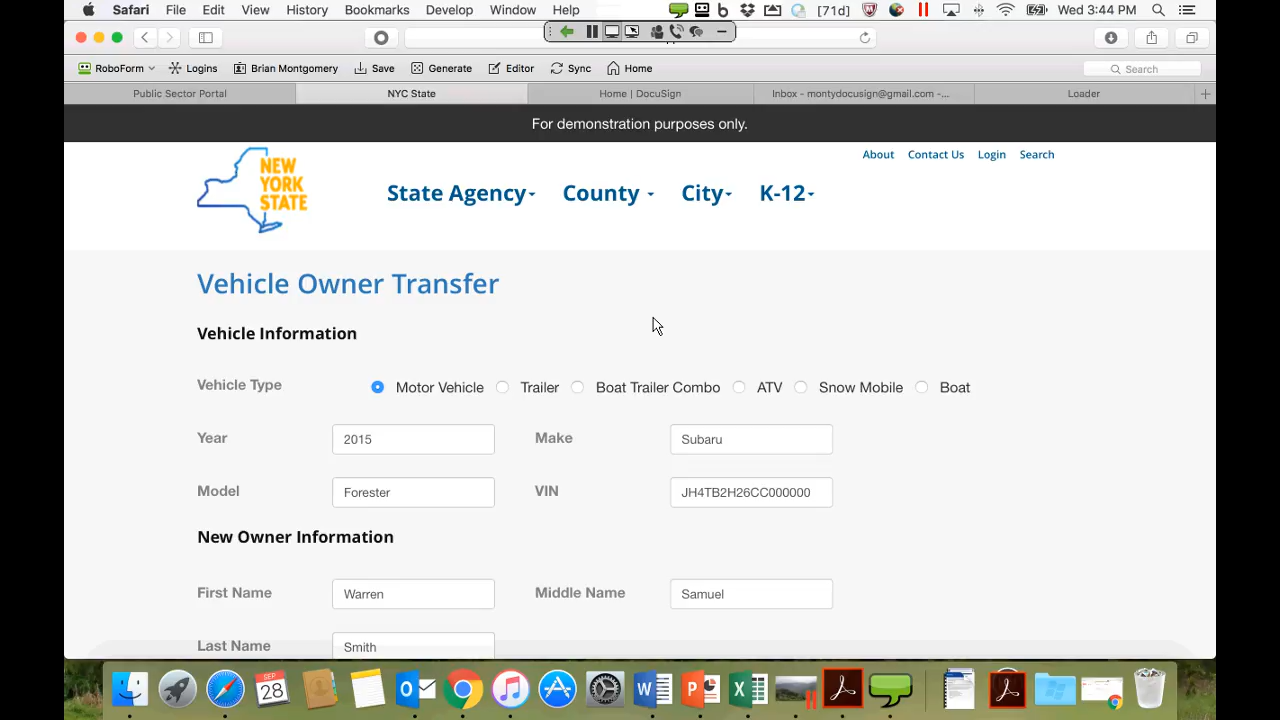 Safari File Edit View History Bookmarks Develop Window Help [71d] Wed 3:44 PM
RoboForm Logins Brian Montgomery Save Generate Editor Sync Home Search
Public Sector Portal NYC State Home | DocuSign Inbox - montydocusign@gmail.com -... Loader
For demonstration purposes only.
NEW
YORK
STATE
About Contact Us Login Search
State Agency County City K-12
Vehicle Owner Transfer
Vehicle Information
Vehicle Type Motor Vehicle Trailer Boat Trailer Combo ATV Snow Mobile Boat
Year 2015 Make Subaru
Model Forester VIN JH4TB2H26CC000000
New Owner Information
First Name Warren Middle Name Samuel
Last Name Smith
SEP
28